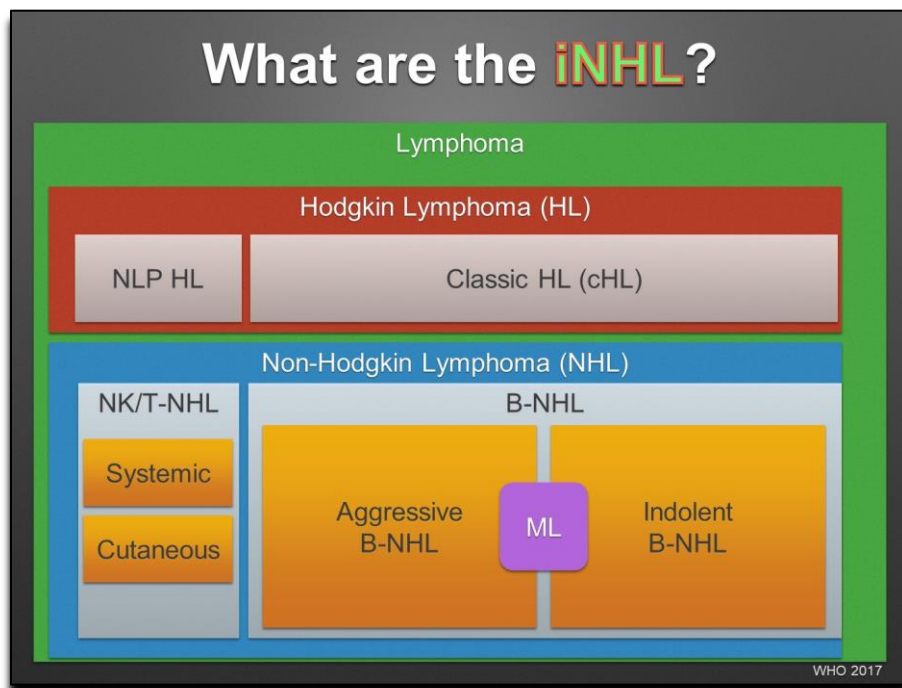 What are the iNHL?
Lymphoma
Hodgkin Lymphoma (HL)
NLP HL
Classic HL (cHL)
Non-Hodgkin Lymphoma (NHL)
NK/T-NHL
Systemic
Cutaneous
B-NHL
Aggressive
B-NHL
ML
Indolent
B-NHL
WHO 2017